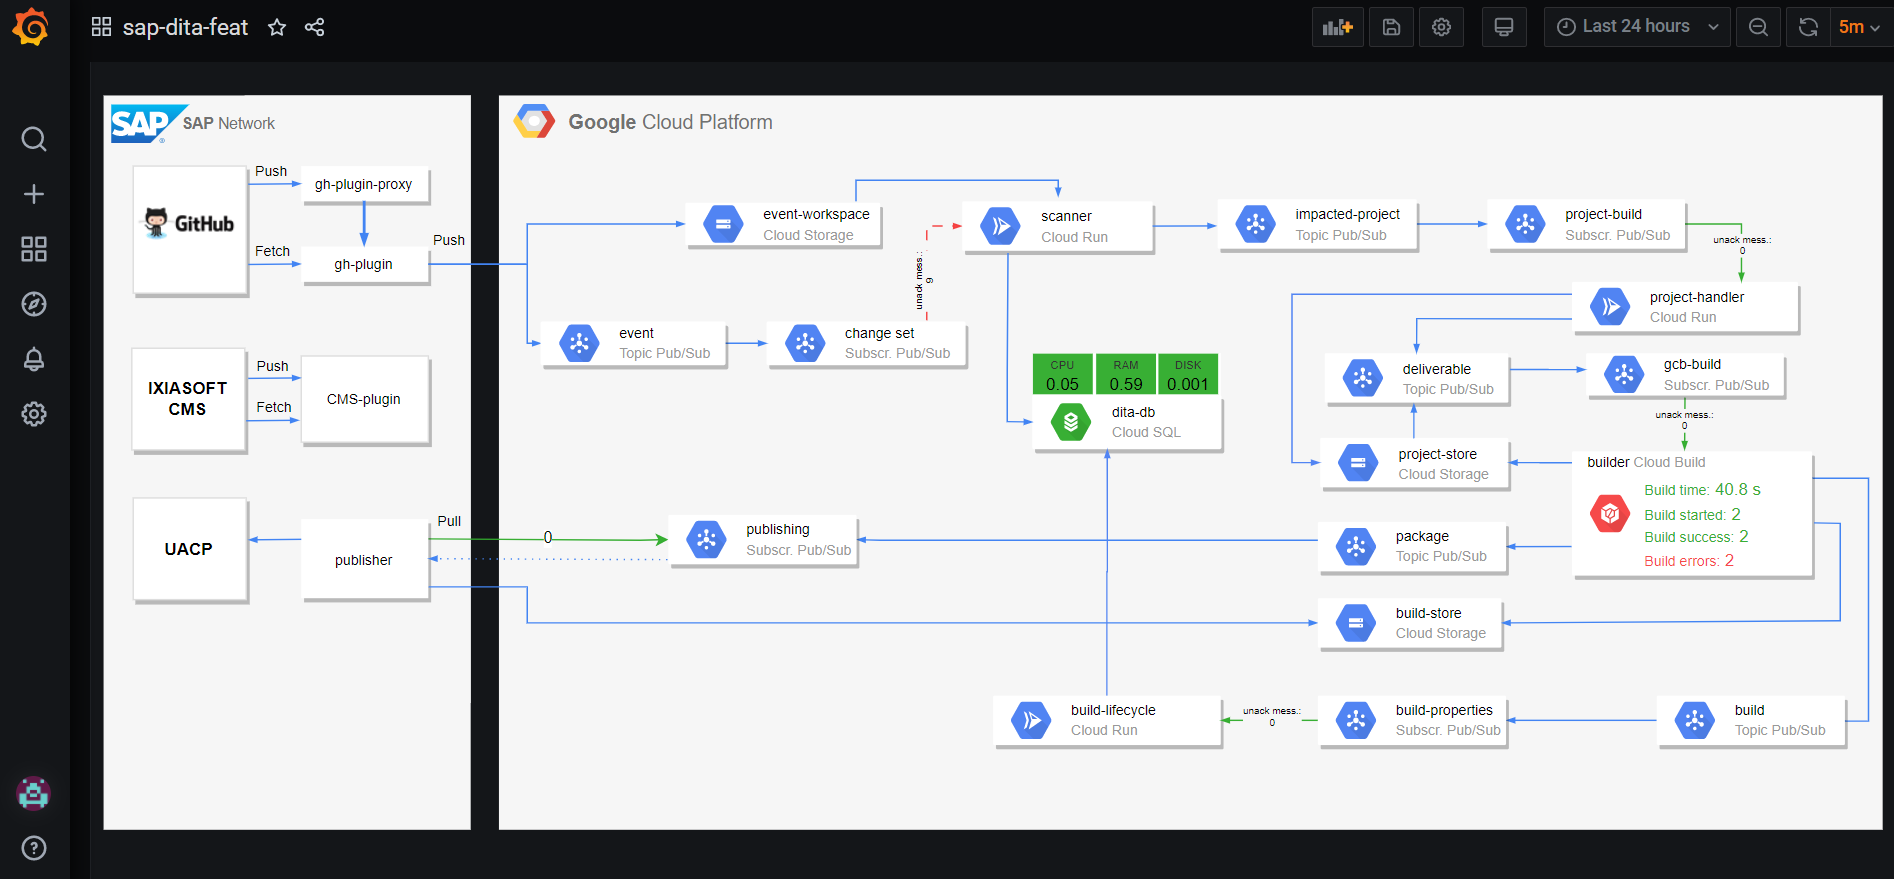 sap-dita-feat
Last 24 hours
5m
SAP
SAP Network
Google Cloud Platform
Push
gh-plugin-proxy
GitHub
Fetch
gh-plugin
Push
event-workspace
Cloud Storage
scanner
Cloud Run
impacted-project
Topic Pub/Sub
project-build
Subscr. Pub/Sub
unack mess.:
0
unack mess.:
9
project-handler
Cloud Run
event
Topic Pub/Sub
change set
Subscr. Pub/Sub
IXIASOFT
CMS
Push
Fetch
CMS-plugin
CPU
0.05
RAM
0.59
DISK
0.001
dita-db
Cloud SQL
deliverable
Topic Pub/Sub
gcb-build
Subscr. Pub/Sub
unack mess.:
0
project-store
Cloud Storage
builder Cloud Build
Build time: 40.8 s
Build started: 2
Build success: 2
Build errors: 2
UACP
publisher
Pull
0
publishing
Subscr. Pub/Sub
package
Topic Pub/Sub
build-store
Cloud Storage
build-lifecycle
Cloud Run
unack mess.:
0
build-properties
Subscr. Pub/Sub
build
Topic Pub/Sub